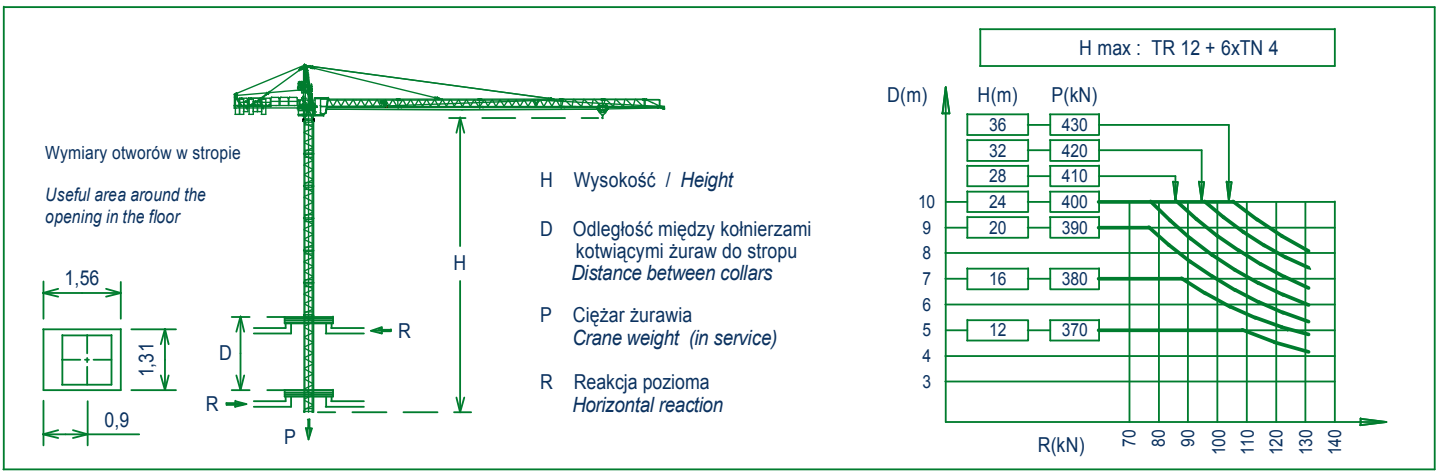 H max : TR 12 + 6xTN 4
Wymiary otworów w stropie
Useful area around the
opening in the floor
1,56
1,31
0,9
H
D
R
R
P
H Wysokość / Height
D Odległość między kołnierzami
kotwiącymi żuraw do stropu
Distance between collars
P Ciężar żurawia
Crane weight (in service)
R Reakcja pozioma
Horizontal reaction
D(m) H(m) P(kN)
36 430
32 420
28 410
10 24 400
9 20 390
8
7 16 380
6
5 12 370
4
3
R(kN) 70 80 90 100 110 120 130 140